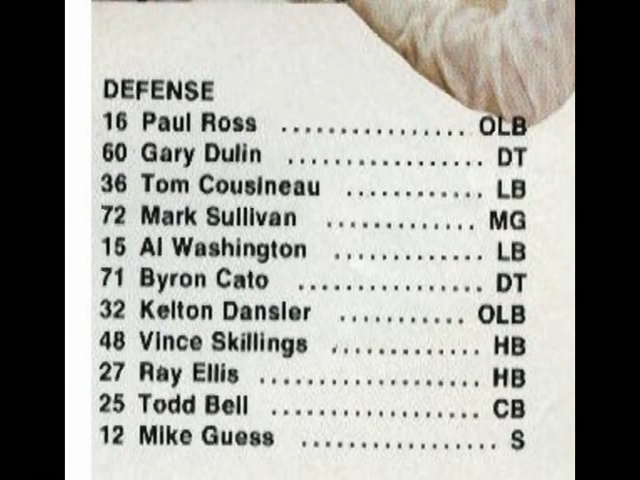 DEFENSE
16 Paul Ross ................ OLB
60 Gary Dulin ................. DT
36 Tom Cousineau ............ LB
72 Mark Sullivan ............. MG
15 Al Washington ............. LB
71 Byron Cato ................ DT
32 Kelton Dansler ........... OLB
48 Vince Skillings ............ HB
27 Ray Ellis ................... HB
25 Todd Bell .................. CB
12 Mike Guess ................. S